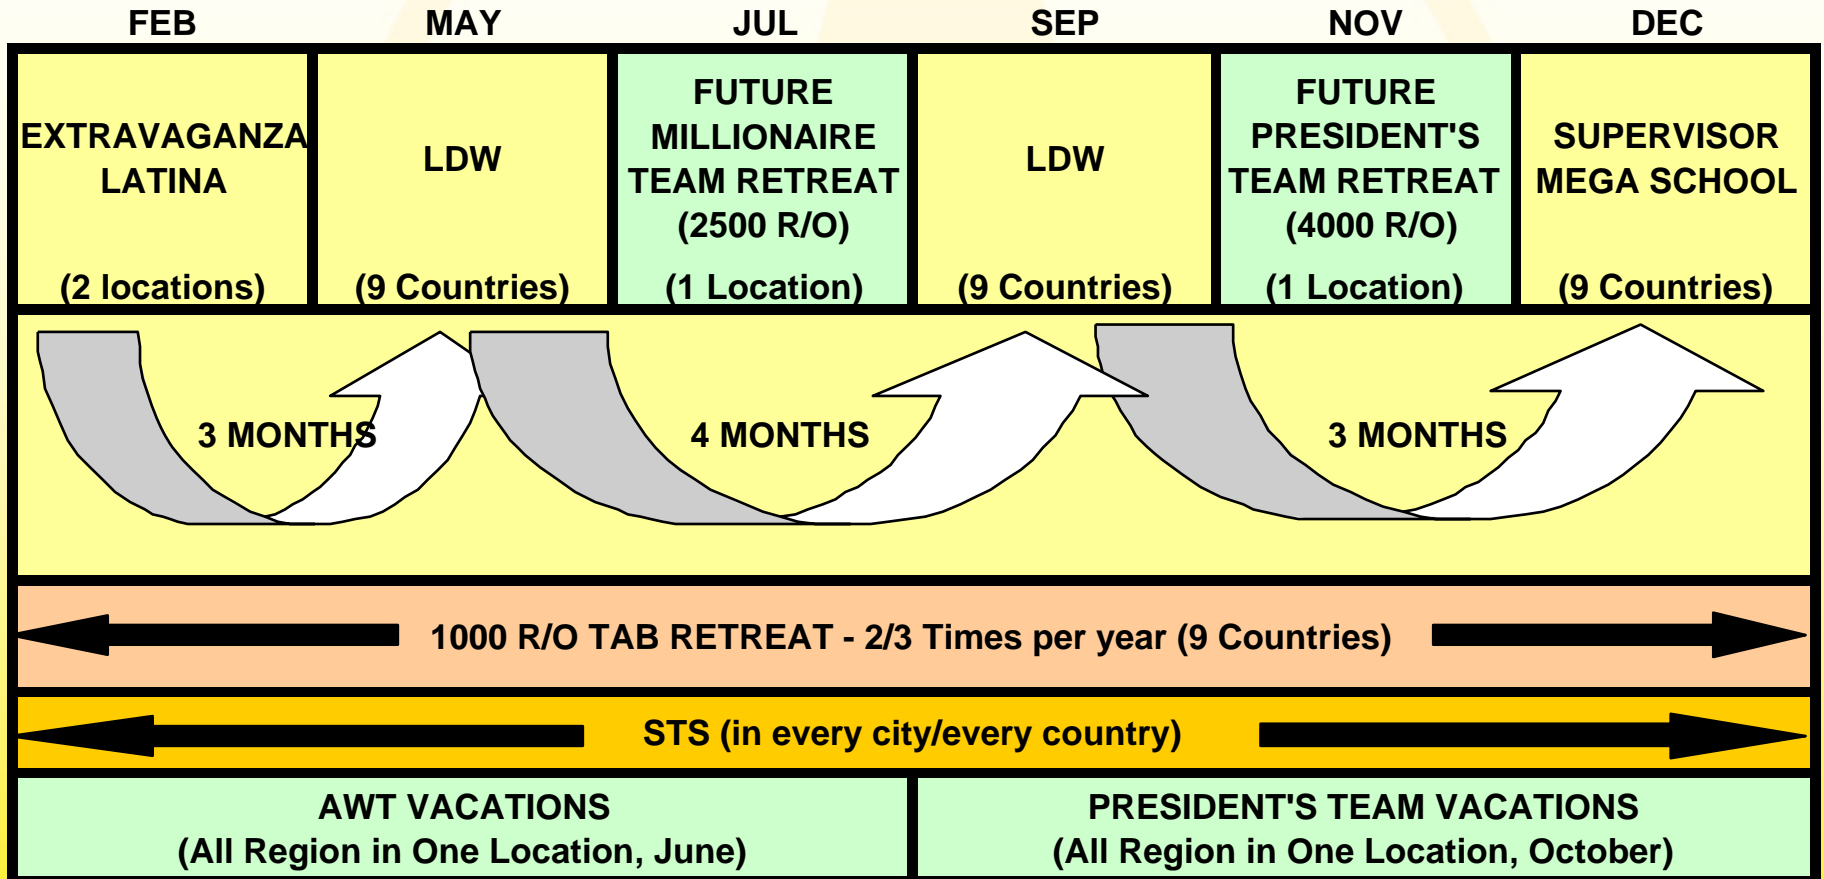 FEB MAY JUL SEP NOV DEC
EXTRAVAGANZA
LATINA
(2 locations)
LDW
(9 Countries)
FUTURE
MILLIONAIRE
TEAM RETREAT
(2500 R/O)
(1 Location)
LDW
(9 Countries)
FUTURE
PRESIDENT'S
TEAM RETREAT
(4000 R/O)
(1 Location)
SUPERVISOR
MEGA SCHOOL
(9 Countries)
3 MONTHS 4 MONTHS 3 MONTHS
1000 R/O TAB RETREAT - 2/3 Times per year (9 Countries)
STS (in every city/every country)
AWT VACATIONS
(All Region in One Location, June)
PRESIDENT'S TEAM VACATIONS
(All Region in One Location, October)